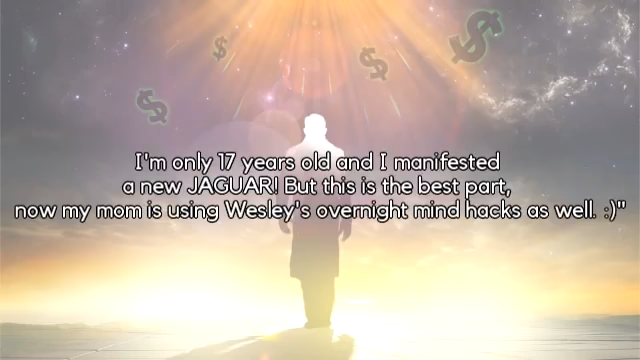 I'm only 17 years old and I manifested
a new JAGUAR! But this is the best part,
now my mom is using Wesley's overnight mind hacks as well. :)"